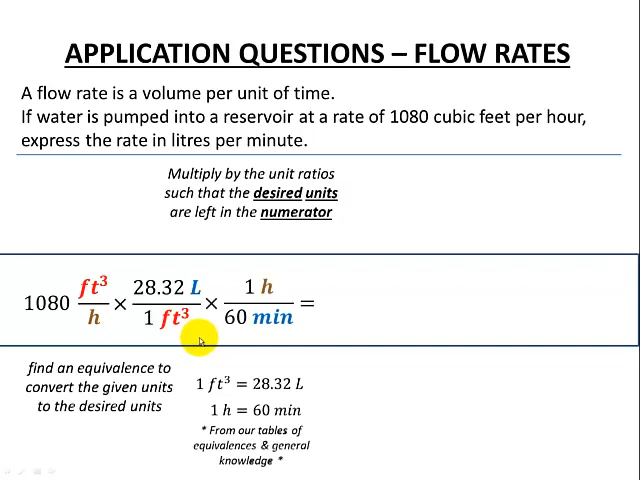 APPLICATION QUESTIONS – FLOW RATES
A flow rate is a volume per unit of time.
If water is pumped into a reservoir at a rate of 1080 cubic feet per hour,
express the rate in litres per minute.
Multiply by the unit ratios
such that the desired units
are left in the numerator
1080 ft³/h × 28.32 L/1 ft³ × 1 h/60 min =
find an equivalence to
convert the given units
to the desired units
1 ft³ = 28.32 L
1 h = 60 min
* From our tables of
equivalences & general
knowledge *